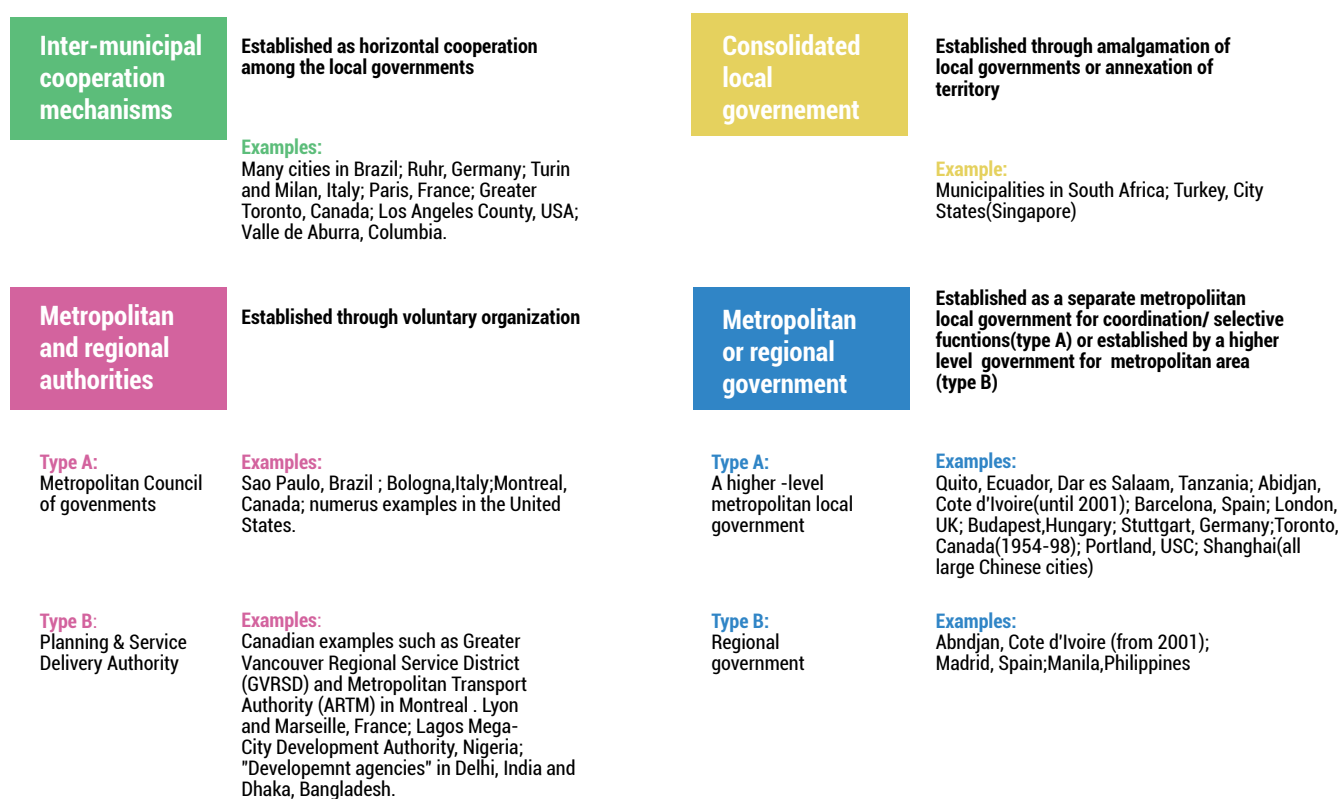 Inter-municipal
cooperation
mechanisms
Established as horizontal cooperation
among the local governments
Examples:
Many cities in Brazil; Ruhr, Germany; Turin
and Milan, Italy; Paris, France; Greater
Toronto, Canada; Los Angeles County, USA;
Valle de Aburra, Columbia.
Consolidated
local
governement
Established through amalgamation of
local governments or annexation of
territory
Example:
Municipalities in South Africa; Turkey, City
States(Singapore)
Metropolitan
and regional
authorities
Established through voluntary organization
Type A:
Metropolitan Council
of govenments
Examples:
Sao Paulo, Brazil ; Bologna,Italy;Montreal,
Canada; numerus examples in the United
States.
Type B:
Planning & Service
Delivery Authority
Examples:
Canadian examples such as Greater
Vancouver Regional Service District
(GVRSD) and Metropolitan Transport
Authority (ARTM) in Montreal . Lyon
and Marseille, France; Lagos Mega-
City Development Authority, Nigeria;
"Developemnt agencies" in Delhi, India and
Dhaka, Bangladesh.
Metropolitan
or regional
government
Established as a separate metropoliitan
local government for coordination/ selective
fucntions(type A) or established by a higher
level government for metropolitan area
(type B)
Type A:
A higher -level
metropolitan local
government
Examples:
Quito, Ecuador, Dar es Salaam, Tanzania; Abidjan,
Cote d'Ivoire(until 2001); Barcelona, Spain; London,
UK; Budapest,Hungary; Stuttgart, Germany;Toronto,
Canada(1954-98); Portland, USC; Shanghai(all
large Chinese cities)
Type B:
Regional
government
Examples:
Abndjan, Cote d'Ivoire (from 2001);
Madrid, Spain;Manila,Philippines